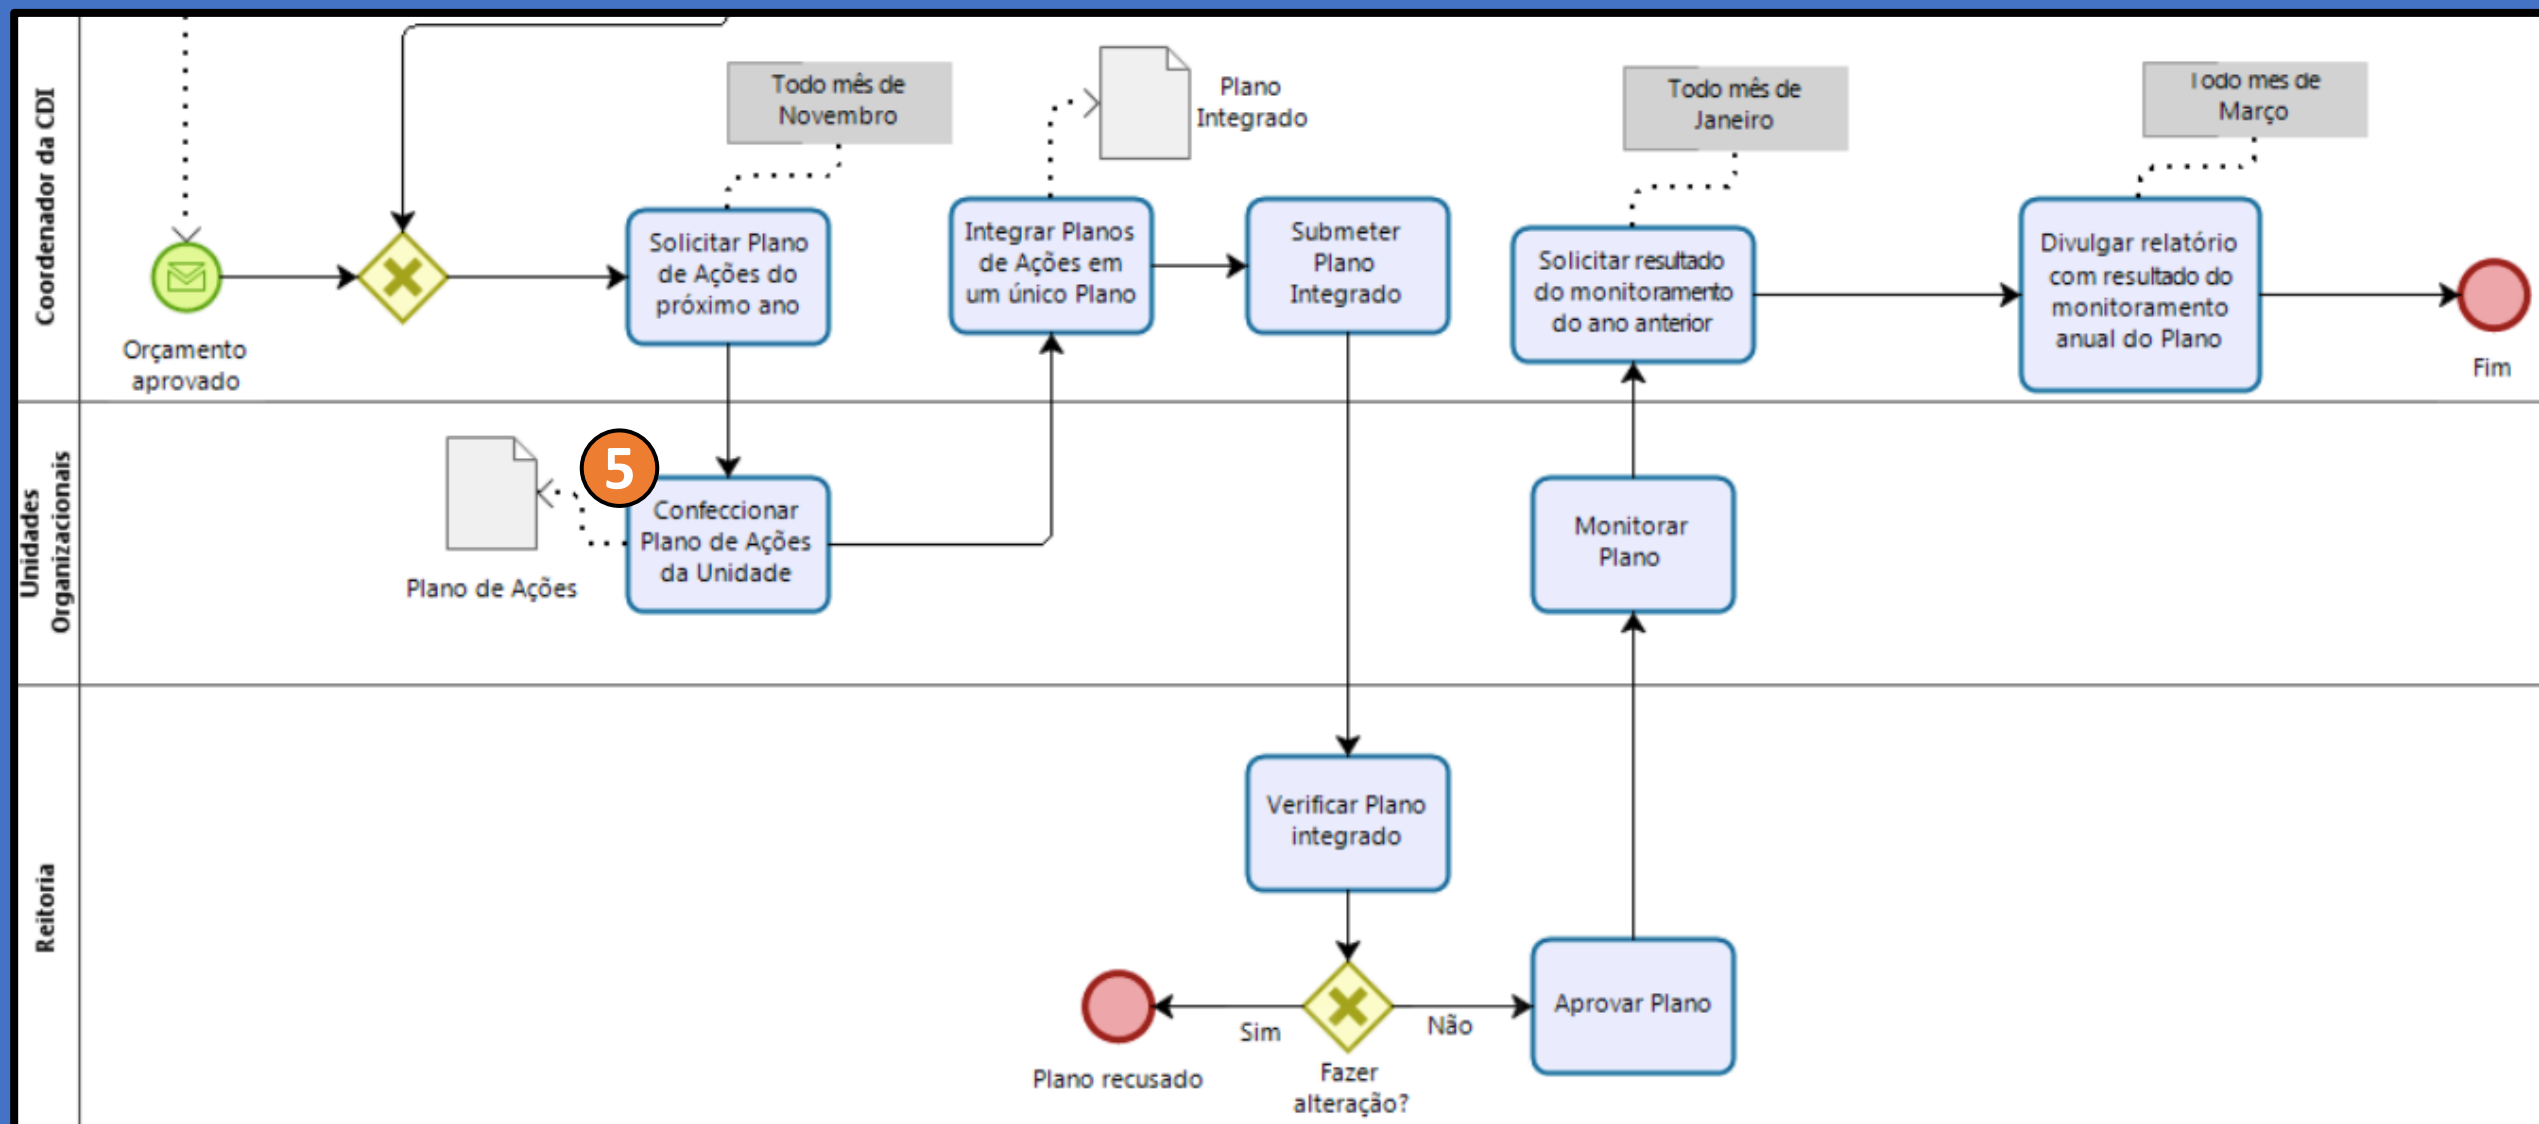 Coordenador da CDI
Todo mês de
Novembro
Plano
Integrado
Todo mês de
Janeiro
Todo mes de
Março
Solicitar Plano
de Ações do
próximo ano
Integrar Planos
de Ações em
um único Plano
Submeter
Plano
Integrado
Solicitar resultado
do monitoramento
do ano anterior
Divulgar relatório
com resultado do
monitoramento
anual do Plano
Orçamento
aprovado
Fim
Unidades
Organizacionais
5
Confeccionar
Plano de Ações
da Unidade
Plano de Ações
Monitorar
Plano
Reitoria
Verificar Plano
integrado
Aprovar Plano
Sim
Não
Plano recusado
Fazer
alteração?